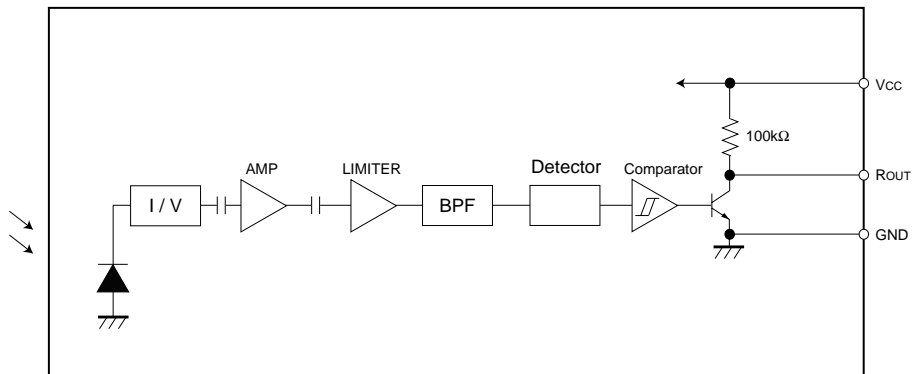 VCC
100kΩ
AMP
LIMITER
Detector
Comparator
ROUT
I / V
BPF
GND